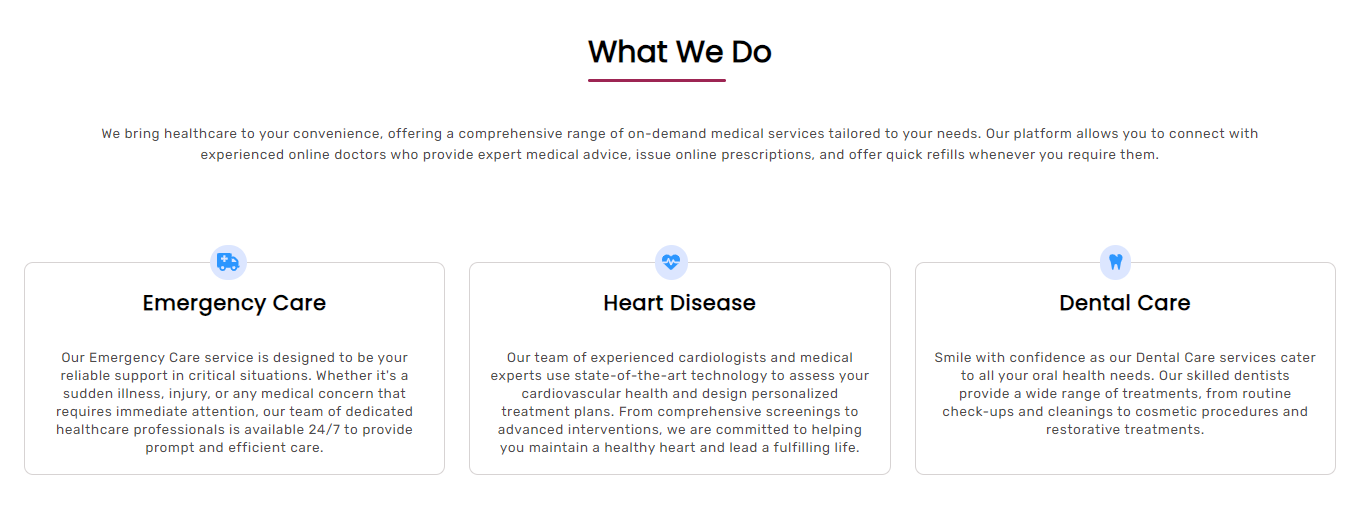 What We Do
We bring healthcare to your convenience, offering a comprehensive range of on-demand medical services tailored to your needs. Our platform allows you to connect with
experienced online doctors who provide expert medical advice, issue online prescriptions, and offer quick refills whenever you require them.
Emergency Care
Our Emergency Care service is designed to be your
reliable support in critical situations. Whether it's a
sudden illness, injury, or any medical concern that
requires immediate attention, our team of dedicated
healthcare professionals is available 24/7 to provide
prompt and efficient care.
Heart Disease
Our team of experienced cardiologists and medical
experts use state-of-the-art technology to assess your
cardiovascular health and design personalized
treatment plans. From comprehensive screenings to
advanced interventions, we are committed to helping
you maintain a healthy heart and lead a fulfilling life.
Dental Care
Smile with confidence as our Dental Care services cater
to all your oral health needs. Our skilled dentists
provide a wide range of treatments, from routine
check-ups and cleanings to cosmetic procedures and
restorative treatments.